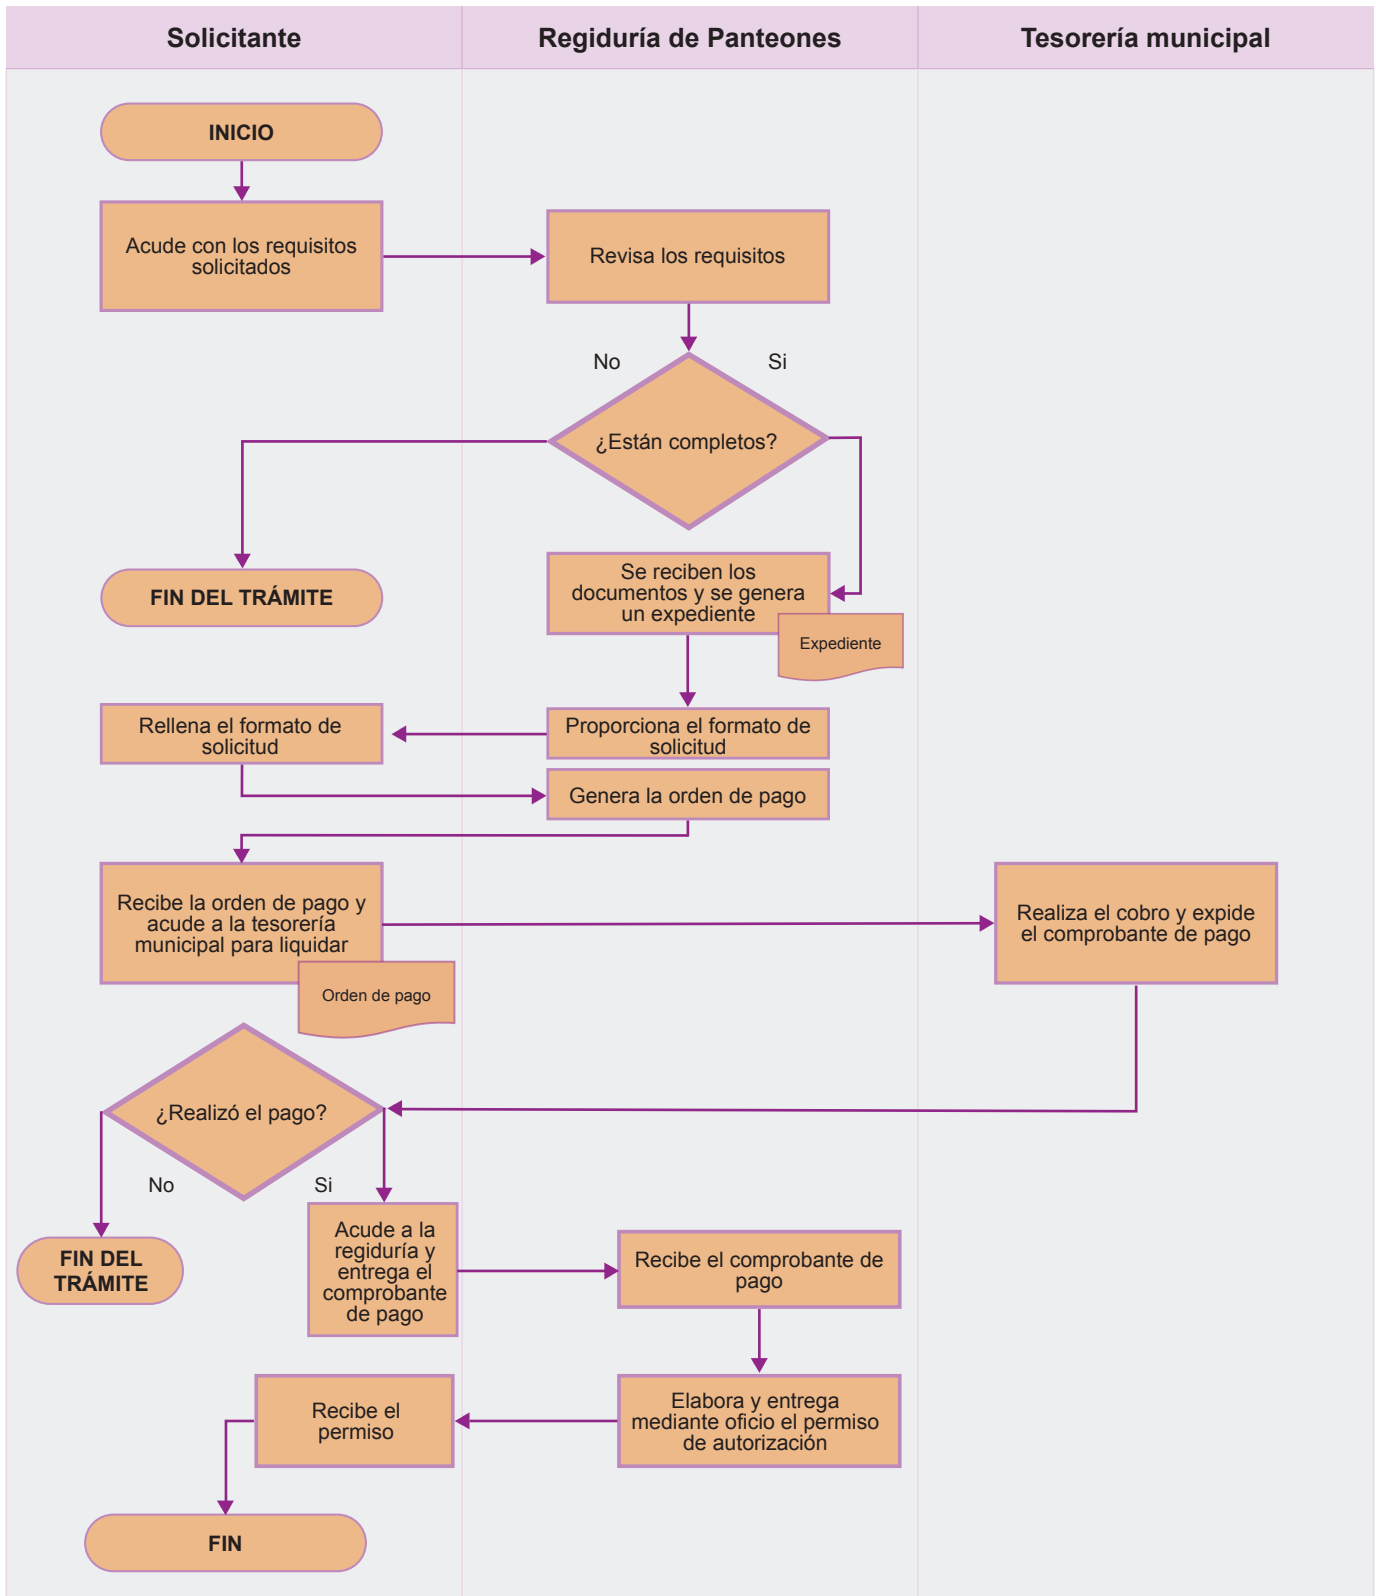 Solicitante
Regiduría de Panteones
Tesorería municipal
INICIO
Acude con los requisitos
solicitados
Revisa los requisitos
No
Si
¿Están completos?
FIN DEL TRÁMITE
Se reciben los
documentos y se genera
un expediente
Expediente
Rellena el formato de
solicitud
Proporciona el formato de
solicitud
Genera la orden de pago
Recibe la orden de pago y
acude a la tesorería
municipal para liquidar
Orden de pago
Realiza el cobro y expide
el comprobante de pago
¿Realizó el pago?
No
Si
FIN DEL
TRÁMITE
Acude a la
regiduría y
entrega el
comprobante
de pago
Recibe el comprobante de
pago
Recibe el
permiso
Elabora y entrega
mediante oficio el permiso
de autorización
FIN